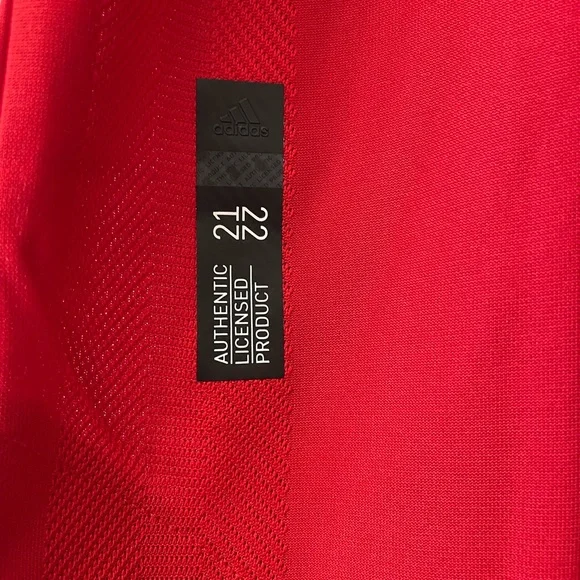 adidas
21
22
AUTHENTIC
LICENSED
PRODUCT